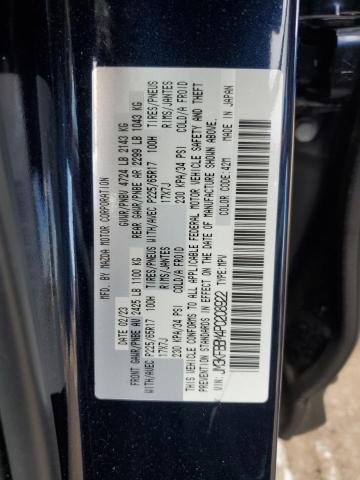 MFD. BY MAZDA MOTOR CORPORATION
DATE 02/23 GVWR/PNBV 4724 LB 2143 KG
FRONT GAWR/PNBE AV 2425 LB 1100 KG REAR GAWR/PNBE AR 2299 LB 1043 KG
WITH/AVEC P225/65R17 100H TIRES/PNEUS WITH/AVEC P225/65R17 100H TIRES/PNEUS
17X7J RIMS/JANTES 17X7J RIMS/JANTES
230 KPA/34 PSI COLD/A FROID 230 KPA/34 PSI COLD/A FROID
THIS VEHICLE CONFORMS TO ALL APPLICABLE FEDERAL MOTOR VEHICLE SAFETY AND THEFT
PREVENTION STANDARDS IN EFFECT ON THE DATE OF MANUFACTURE SHOWN ABOVE.
VIN: TYPE:MPV COLOR CODE:42M MADE IN JAPAN